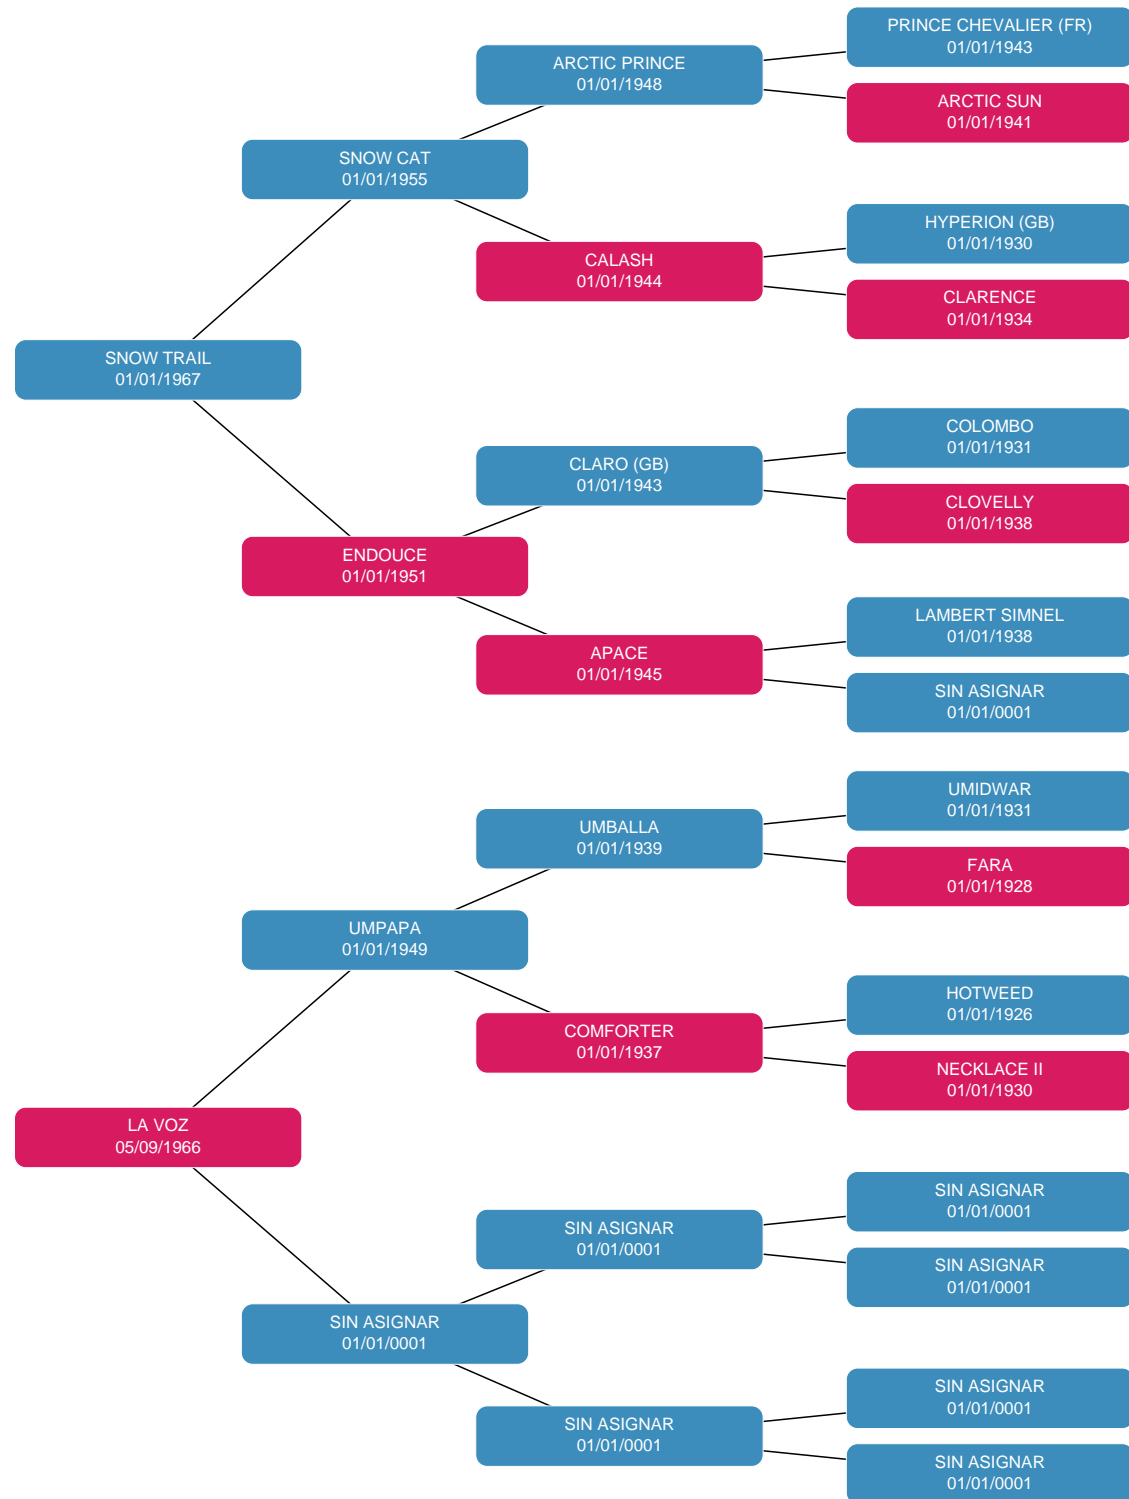 PRINCE CHEVALIER (FR)
01/01/1943
ARCTIC PRINCE
01/01/1948
ARCTIC SUN
01/01/1941
SNOW CAT
01/01/1955
HYPERION (GB)
01/01/1930
CALASH
01/01/1944
CLARENCE
01/01/1934
SNOW TRAIL
01/01/1967
COLOMBO
01/01/1931
CLARO (GB)
01/01/1943
CLOVELLY
01/01/1938
ENDOUCE
01/01/1951
LAMBERT SIMNEL
01/01/1938
APACE
01/01/1945
SIN ASIGNAR
01/01/0001
UMIDWAR
01/01/1931
UMBALLA
01/01/1939
FARA
01/01/1928
UMPAPA
01/01/1949
HOTWEED
01/01/1926
COMFORTER
01/01/1937
NECKLACE II
01/01/1930
LA VOZ
05/09/1966
SIN ASIGNAR
01/01/0001
SIN ASIGNAR
01/01/0001
SIN ASIGNAR
01/01/0001
SIN ASIGNAR
01/01/0001
SIN ASIGNAR
01/01/0001
SIN ASIGNAR
01/01/0001
SIN ASIGNAR
01/01/0001